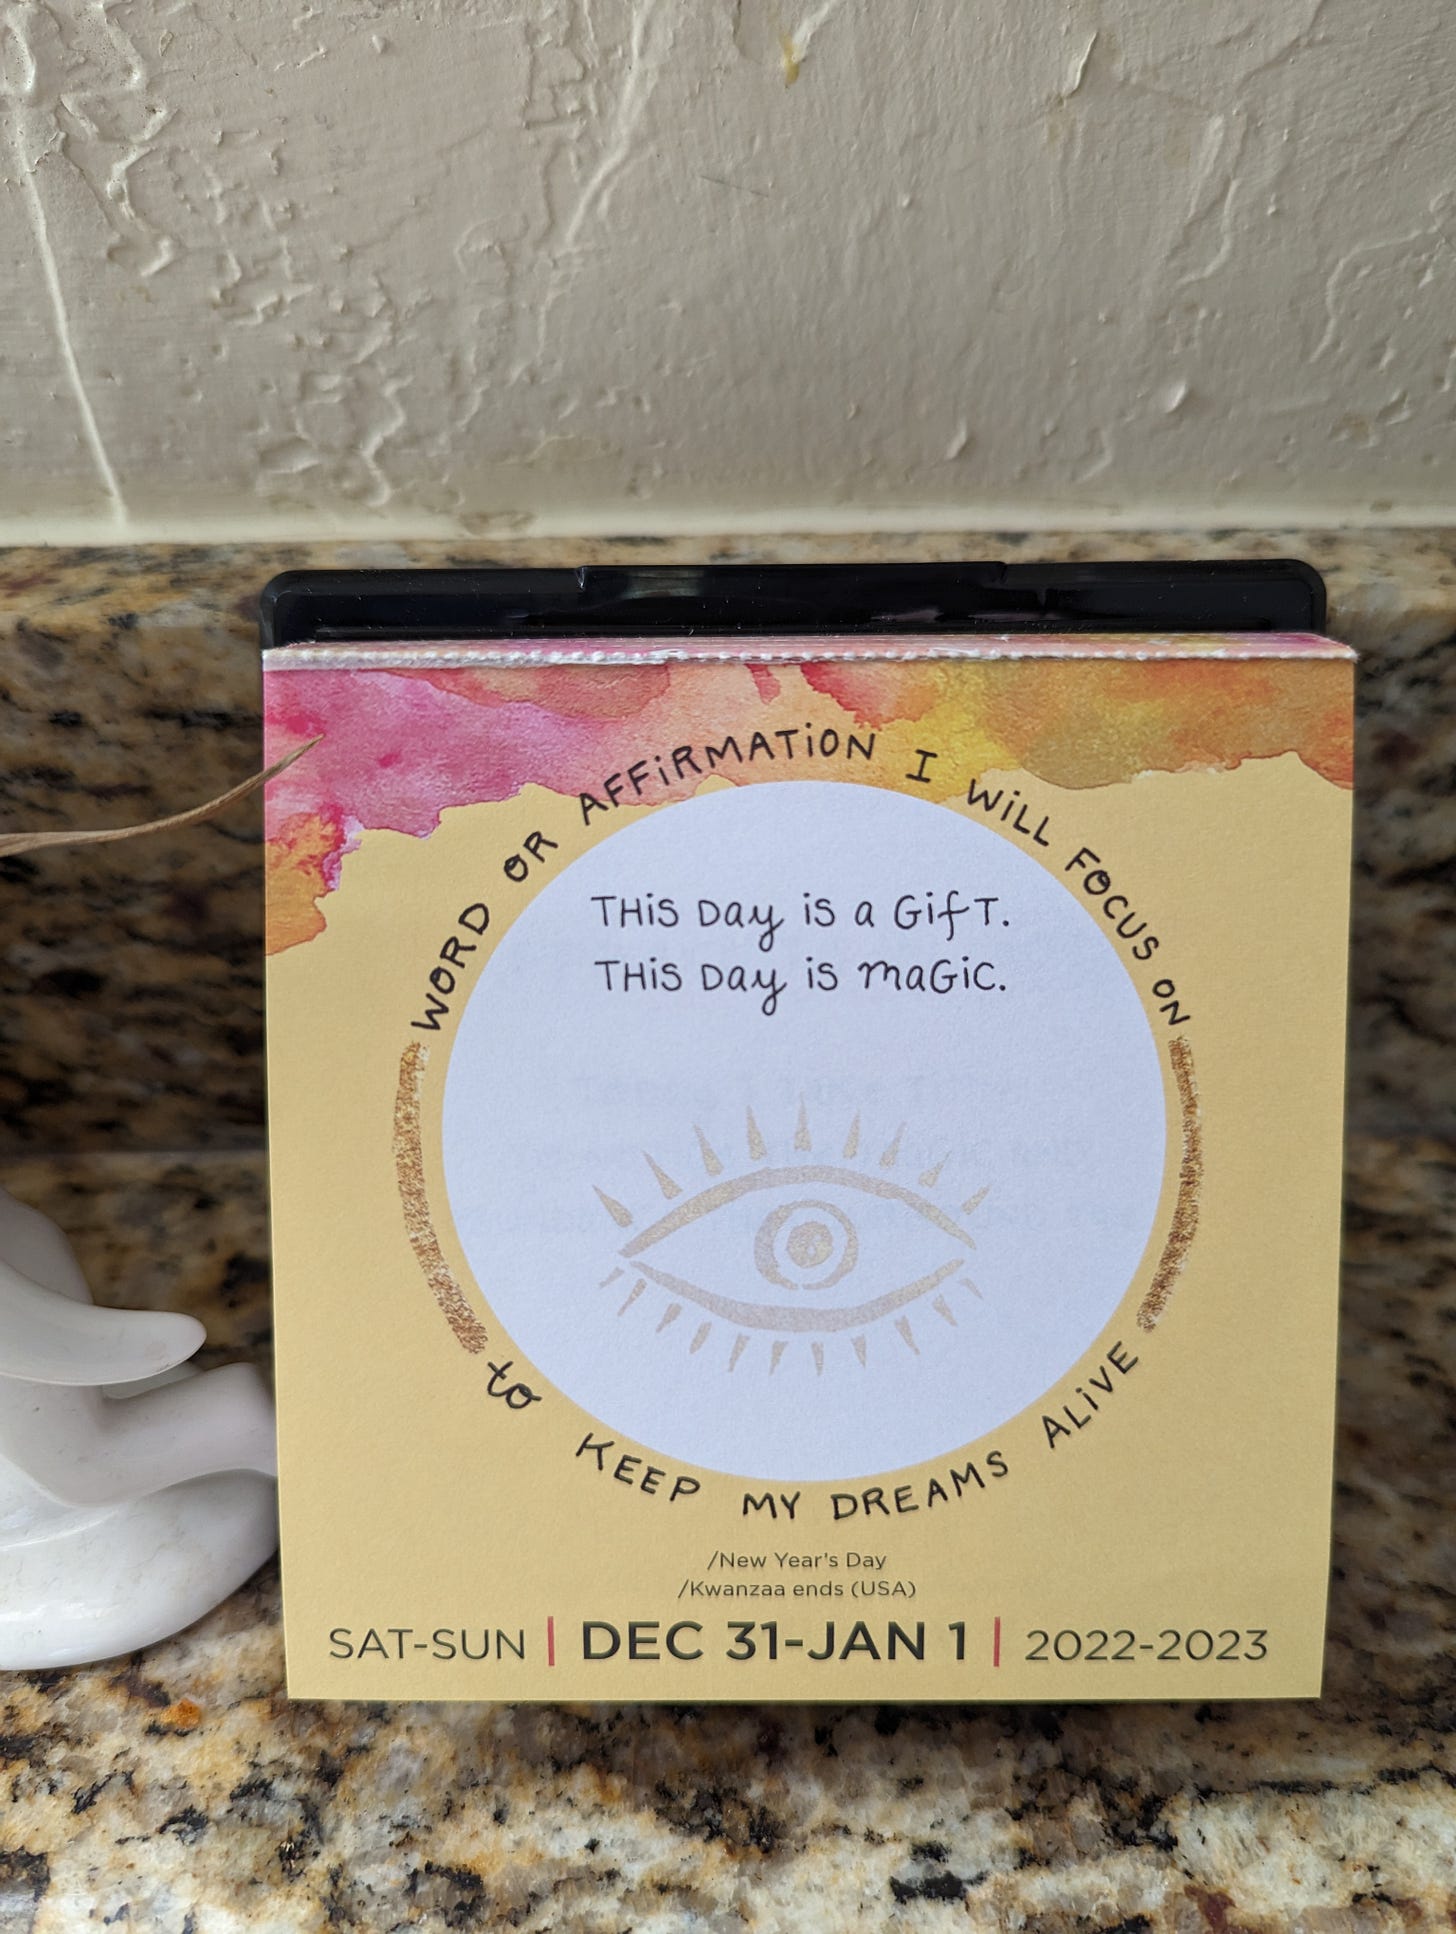 WORD OR AFFiRMATiON I WiLL FOCUS ON
THiS Day iS a GifT.
THiS Day iS maGiC.
to KEEP MY DREAMS ALiVE
/New Year's Day
/Kwanzaa ends (USA)
SAT-SUN | DEC 31-JAN 1 | 2022-2023